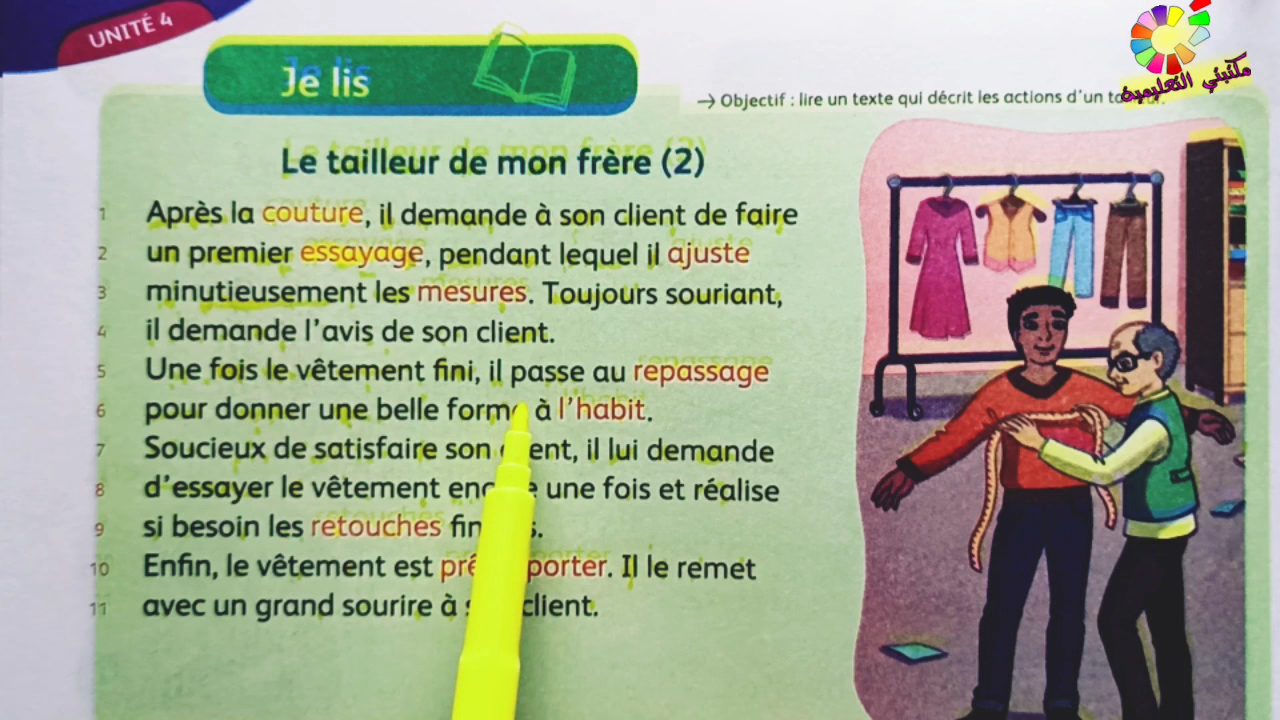 UNITÉ 4
Je lis
→ Objectif : lire un texte qui décrit les actions d'un
مكتبتي التعليمية
Le tailleur de mon frère (2)
1 Après la couture, il demande à son client de faire
2 un premier essayage, pendant lequel il ajuste
3 minutieusement les mesures. Toujours souriant,
4 il demande l'avis de son client.
5 Une fois le vêtement fini, il passe au repassage
6 pour donner une belle forme à l'habit.
7 Soucieux de satisfaire son client, il lui demande
8 d'essayer le vêtement encore une fois et réalise
9 si besoin les retouches
10 Enfin, le vêtement est prêt à porter. Il le remet
11 avec un grand sourire à son client.